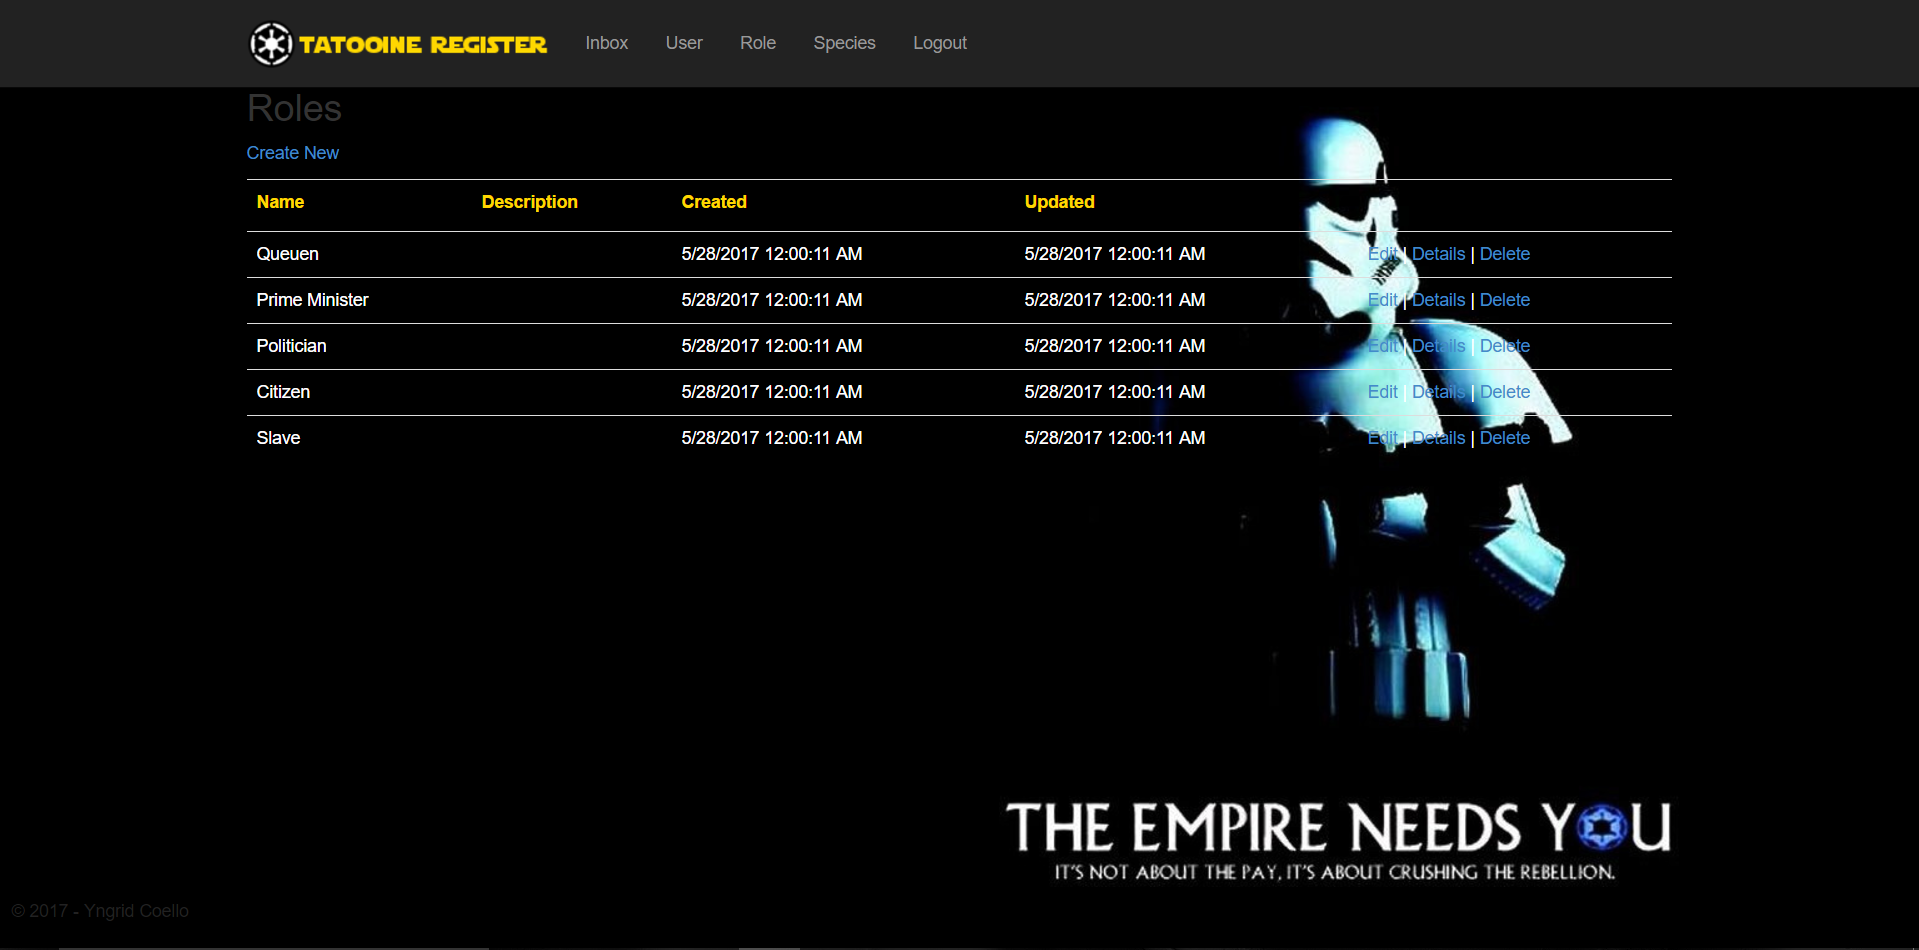 TATOOINE REGISTER Inbox User Role Species Logout
Roles
Create New
Name Description Created Updated
Queuen 5/28/2017 12:00:11 AM 5/28/2017 12:00:11 AM Edit | Details | Delete
Prime Minister 5/28/2017 12:00:11 AM 5/28/2017 12:00:11 AM Edit | Details | Delete
Politician 5/28/2017 12:00:11 AM 5/28/2017 12:00:11 AM Edit | Details | Delete
Citizen 5/28/2017 12:00:11 AM 5/28/2017 12:00:11 AM Edit | Details | Delete
Slave 5/28/2017 12:00:11 AM 5/28/2017 12:00:11 AM Edit | Details | Delete
THE EMPIRE NEEDS YOU
IT'S NOT ABOUT THE PAY, IT'S ABOUT CRUSHING THE REBELLION.
© 2017 - Yngrid Coello